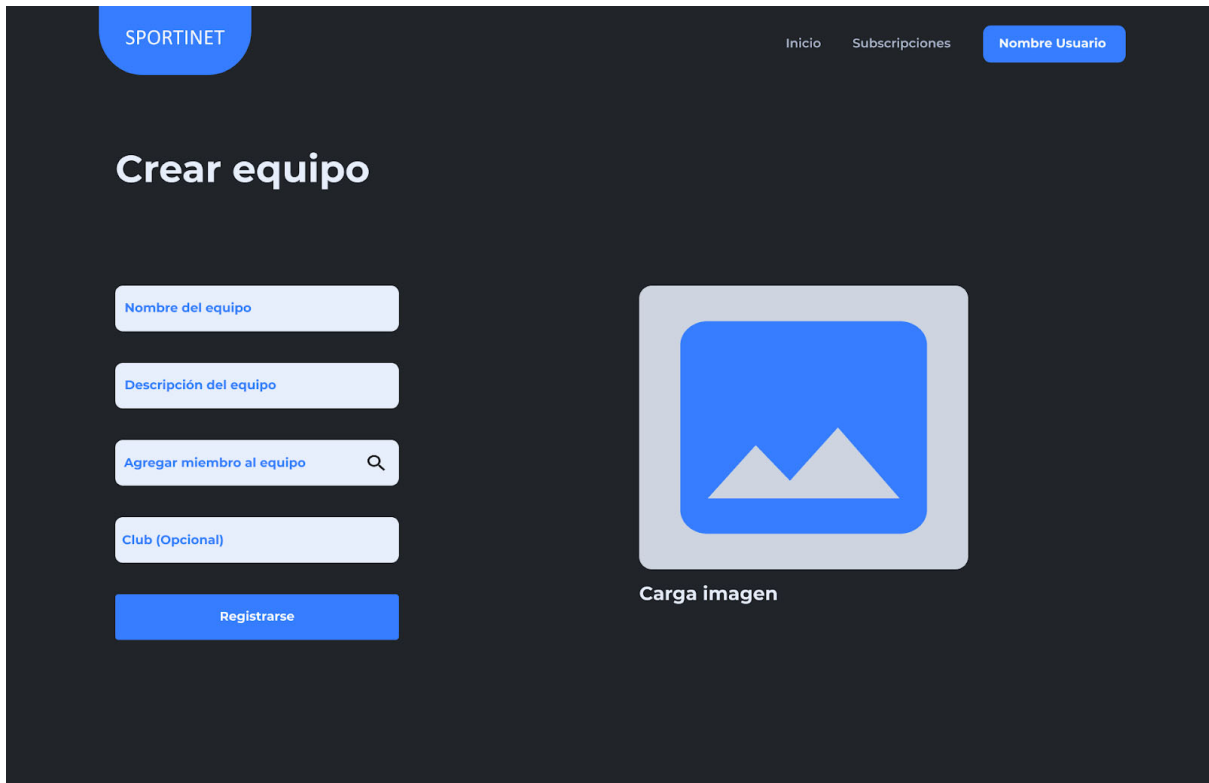 SPORTINET
Inicio
Subscripciones
Nombre Usuario
Crear equipo
Nombre del equipo
Descripción del equipo
Agregar miembro al equipo
Club (Opcional)
Registrarse
Carga imagen